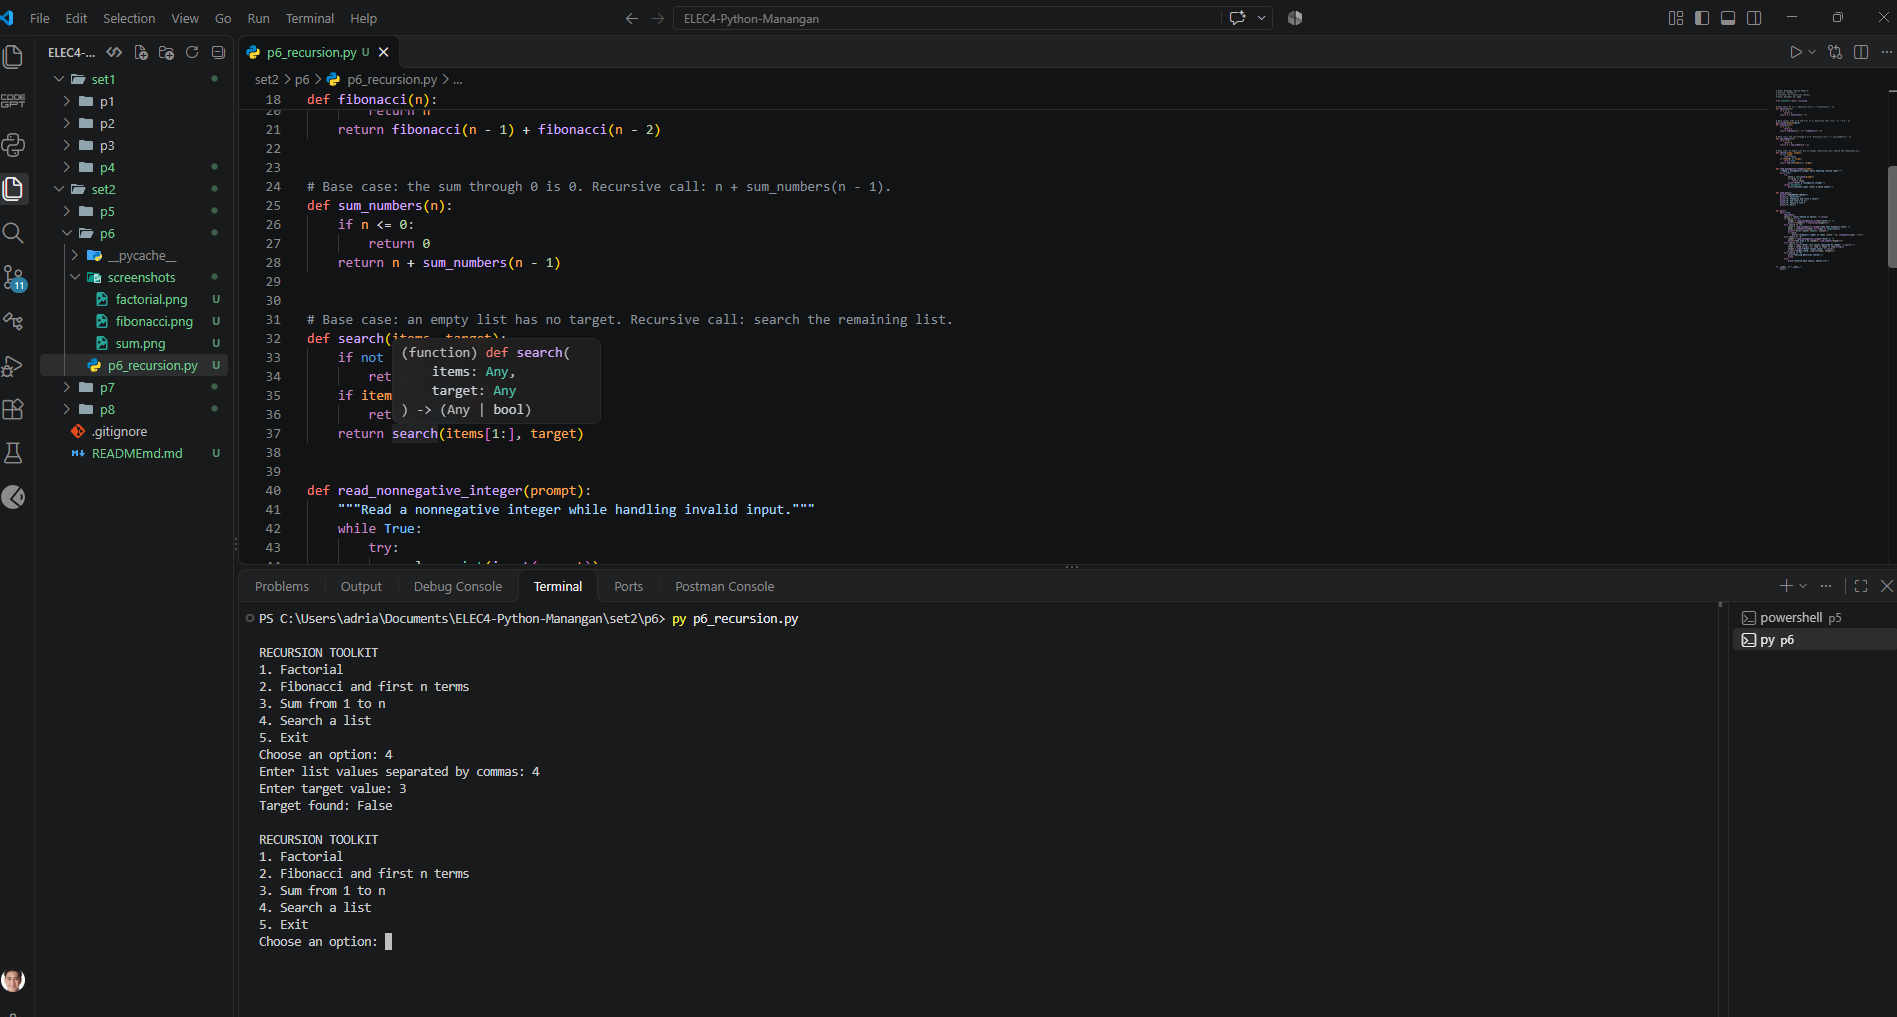 File Edit Selection View Go Run Terminal Help
ELEC4-Python-Manangan
ELEC4-...
p6_recursion.py U
set1
p1
p2
p3
p4
set2
p5
p6
__pycache__
screenshots
factorial.png U
fibonacci.png U
sum.png U
p6_recursion.py U
p7
p8
.gitignore
READMEmd.md U
CODE GPT
11
set2 > p6 > p6_recursion.py > ...
18 def fibonacci(n):
20 return n
21 return fibonacci(n - 1) + fibonacci(n - 2)
22
23
24 # Base case: the sum through 0 is 0. Recursive call: n + sum_numbers(n - 1).
25 def sum_numbers(n):
26 if n <= 0:
27 return 0
28 return n + sum_numbers(n - 1)
29
30
31 # Base case: an empty list has no target. Recursive call: search the remaining list.
32 def search(items, target):
33 if not
34 ret
35 if item
36 ret
37 return search(items[1:], target)
38
39
40 def read_nonnegative_integer(prompt):
41 """Read a nonnegative integer while handling invalid input."""
42 while True:
43 try:
(function) def search(
items: Any,
target: Any
) -> (Any | bool)
Problems Output Debug Console Terminal Ports Postman Console
PS C:\Users\adria\Documents\ELEC4-Python-Manangan\set2\p6> py p6_recursion.py
RECURSION TOOLKIT
1. Factorial
2. Fibonacci and first n terms
3. Sum from 1 to n
4. Search a list
5. Exit
Choose an option: 4
Enter list values separated by commas: 4
Enter target value: 3
Target found: False
RECURSION TOOLKIT
1. Factorial
2. Fibonacci and first n terms
3. Sum from 1 to n
4. Search a list
5. Exit
Choose an option:
powershell p5
py p6